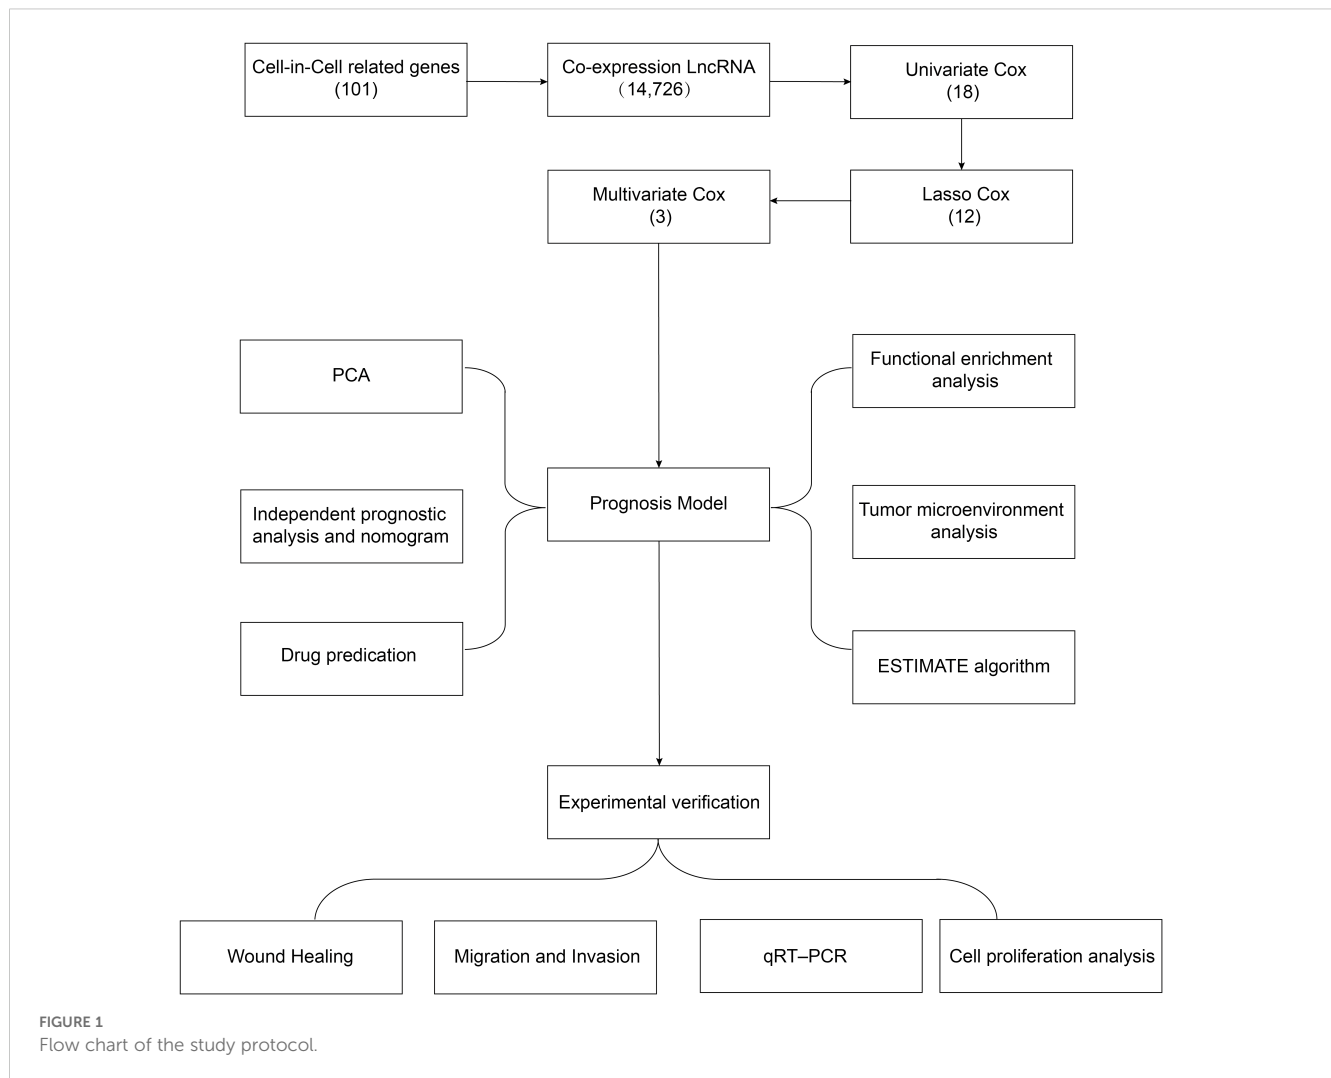 Cell-in-Cell related genes
(101)
Co-expression LncRNA
（14,726）
Univariate Cox
(18)
Multivariate Cox
(3)
Lasso Cox
(12)
PCA
Functional enrichment
analysis
Independent prognostic
analysis and nomogram
Prognosis Model
Tumor microenvironment
analysis
Drug predication
ESTIMATE algorithm
Experimental verification
Wound Healing
Migration and Invasion
qRT–PCR
Cell proliferation analysis
FIGURE 1
Flow chart of the study protocol.